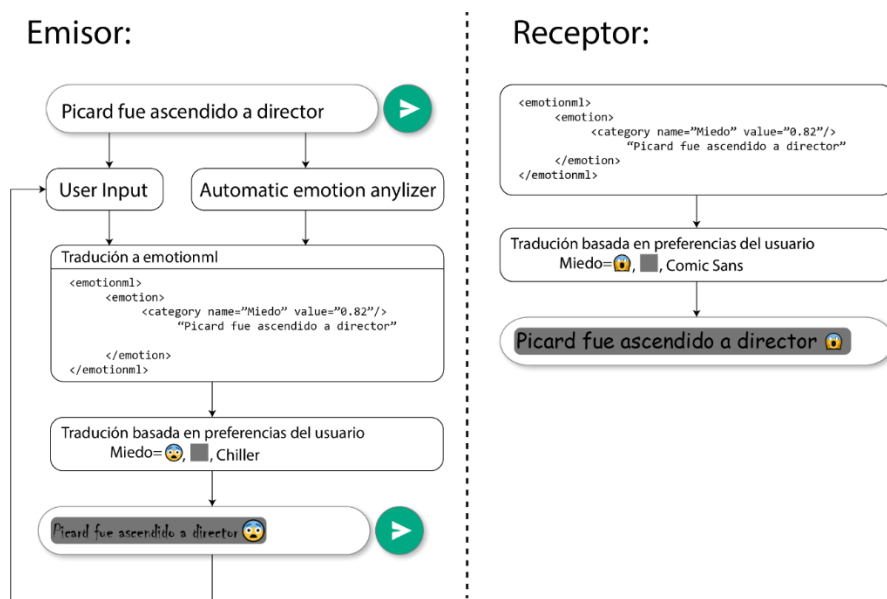 Emisor:
Picard fue ascendido a director
User Input
Automatic emotion anylizer
Tradución a emotionml
<emotionml>
<emotion>
<category name=”Miedo” value=”0.82”/>
“Picard fue ascendido a director”
</emotion>
</emotionml>
Tradución basada en preferencias del usuario
Miedo=😨, , Chiller
Picard fue ascendido a director 😨
Receptor:
<emotionml>
<emotion>
<category name=”Miedo” value=”0.82”/>
“Picard fue ascendido a director”
</emotion>
</emotionml>
Tradución basada en preferencias del usuario
Miedo=😱, , Comic Sans
Picard fue ascendido a director 😱